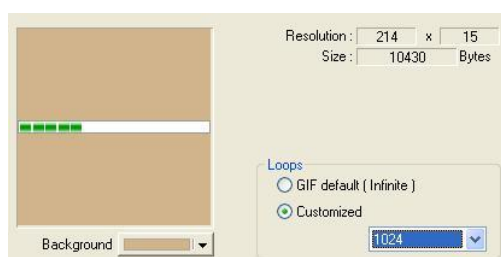 Resolution : 214 x 15
Size : 10430 Bytes
Loops
GIF default ( Infinite )
Customized
1024
Background